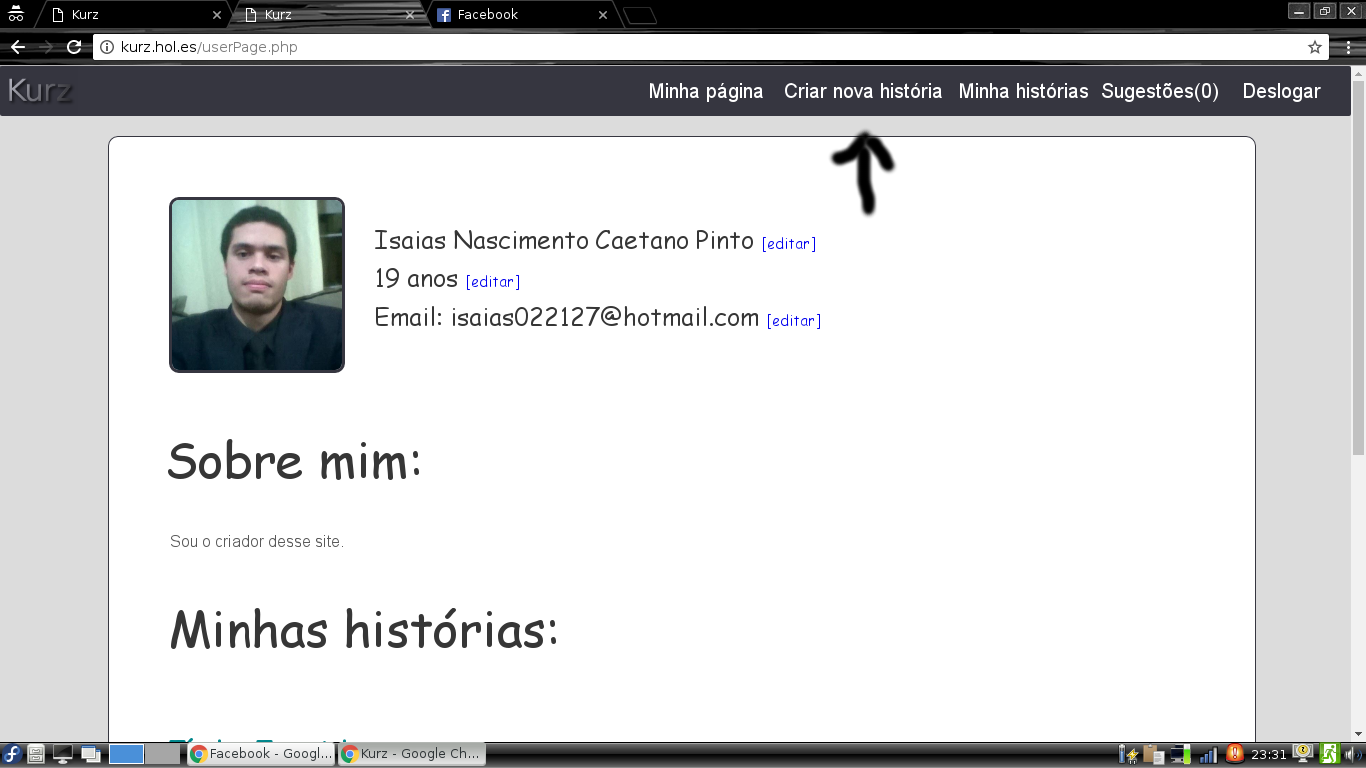 Kurz
Kurz
Facebook
kurz.hol.es/userPage.php
Kurz
Minha página Criar nova história Minha histórias Sugestões(0) Deslogar
Isaias Nascimento Caetano Pinto [editar]
19 anos [editar]
Email: isaias022127@hotmail.com [editar]
Sobre mim:
Sou o criador desse site.
Minhas histórias:
Facebook - Googl...
Kurz - Google Ch...
23:31